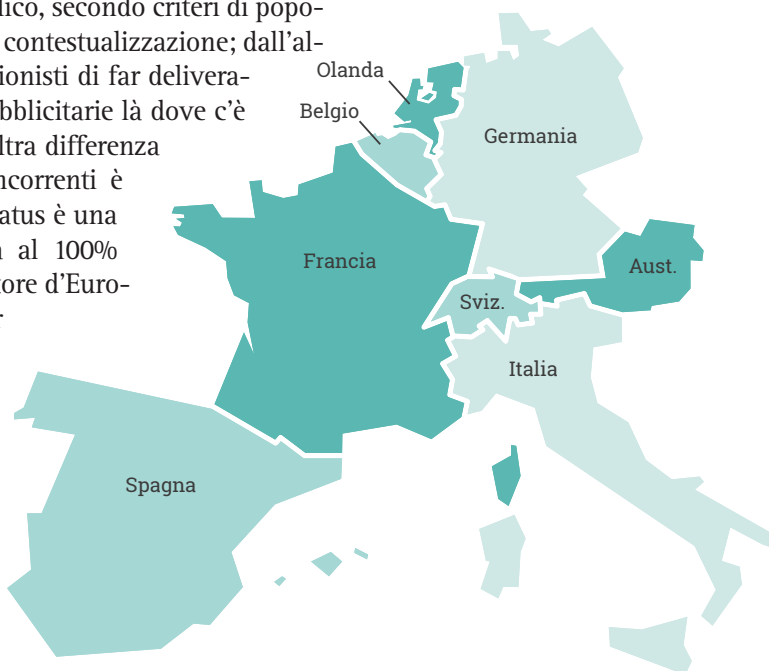 lico, secondo criteri di popo-
contestualizzazione; dall'al-
ionisti di far delivera-
bblicitarie là dove c'è
ltra differenza
ncorrenti è
atus è una
al 100%
ore d'Euro-
Olanda
Belgio
Germania
Francia
Aust.
Sviz.
Italia
Spagna